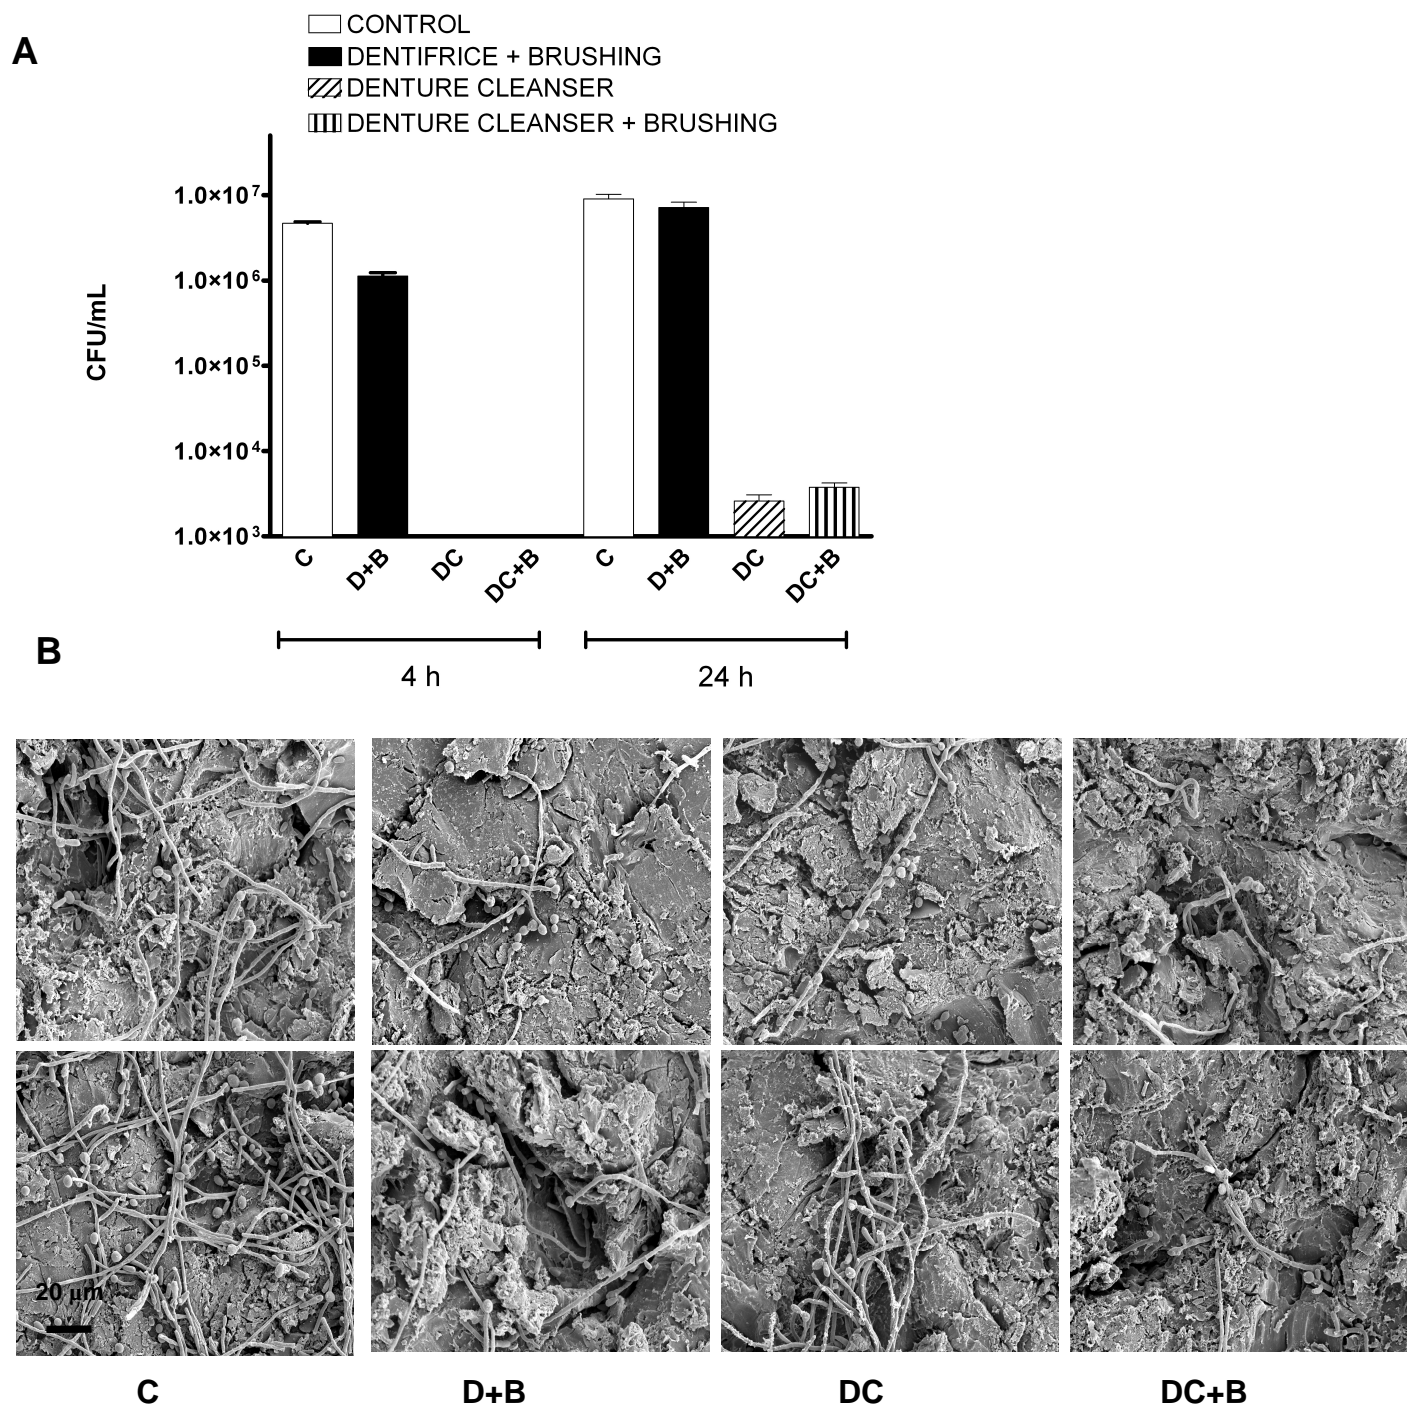 A
CONTROL
DENTIFRICE + BRUSHING
DENTURE CLEANSER
DENTURE CLEANSER + BRUSHING
CFU/mL
1.0×10⁷
1.0×10⁶
1.0×10⁵
1.0×10⁴
1.0×10³
C
D+B
DC
DC+B
C
D+B
DC
DC+B
4 h
24 h
B
20 µm
C
D+B
DC
DC+B